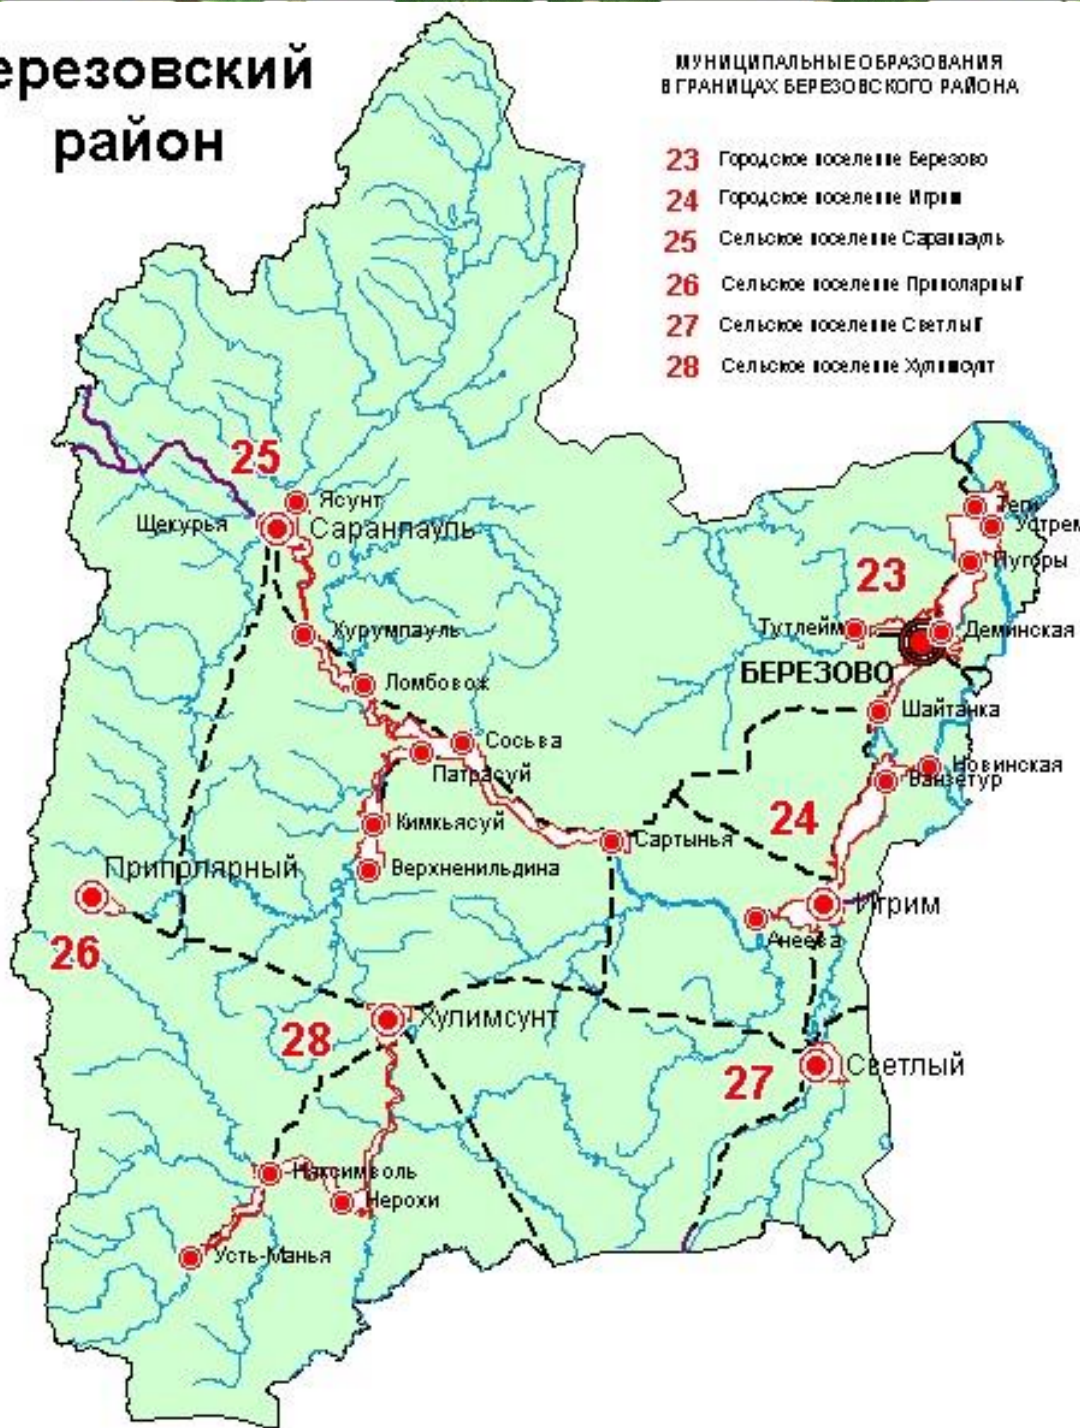 ерезовский
район
МУНИЦИПАЛЬНЫЕ ОБРАЗОВАНИЯ
В ГРАНИЦАХ БЕРЕЗОВСКОГО РАЙОНА
23 Городское поселение Березово
24 Городское поселение Игрим
25 Сельское поселение Саранпауль
26 Сельское поселение Приполярный
27 Сельское поселение Светлый
28 Сельское поселение Хулимсунт
25
Ясунт
Щекурья
Саранпауль
Теги
Устрем
Пугоры
23
Тутлейм
Деминская
Хурумпауль
БЕРЕЗОВО
Ломбовож
Шайтанка
Сосьва
Патрасуй
Новинская
Ванзетур
24
Кимкьясуй
Сартынья
Приполярный
Верхненильдина
Игрим
Анеева
26
Хулимсунт
28
Светлый
27
Няксимволь
Нерохи
Усть-Манья